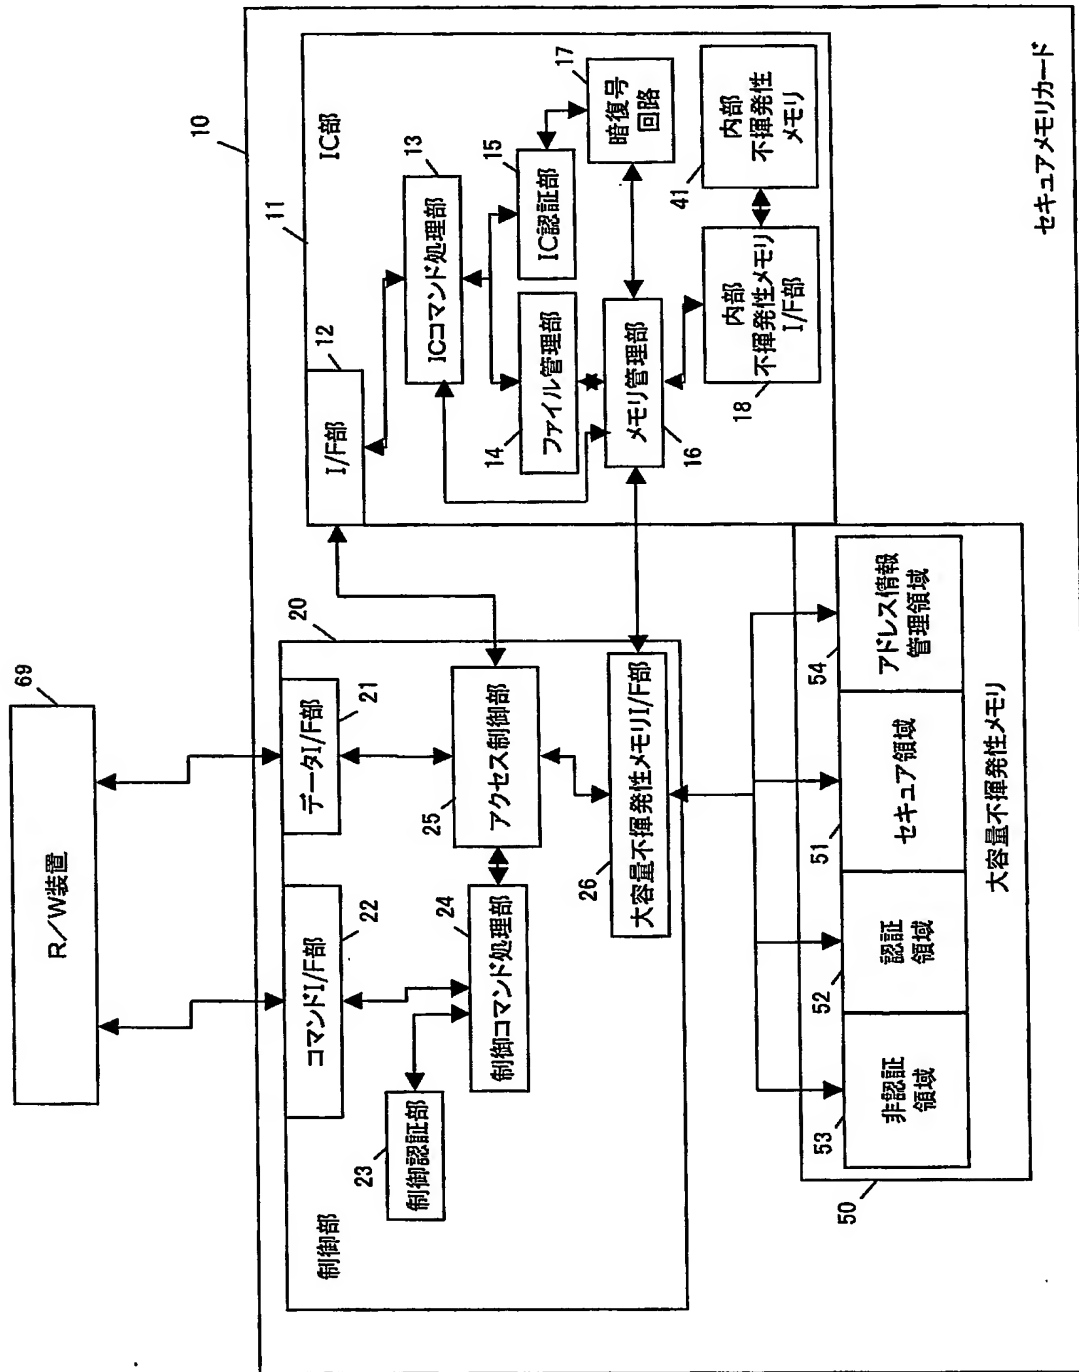 69
R/W装置
10
20
制御部
コマンドI/F部
22
データI/F部
21
制御認証部
23
制御コマンド処理部
24
アクセス制御部
25
大容量不揮発性メモリI/F部
26
11
IC部
I/F部
12
ICコマンド処理部
13
ファイル管理部
14
IC認証部
15
メモリ管理部
16
暗復号
回路
17
内部
不揮発性メモリ
I/F部
18
内部
不揮発性
メモリ
41
50
非認証
領域
53
認証
領域
52
セキュア領域
51
アドレス情報
管理領域
54
大容量不揮発性メモリ
セキュアメモリカード